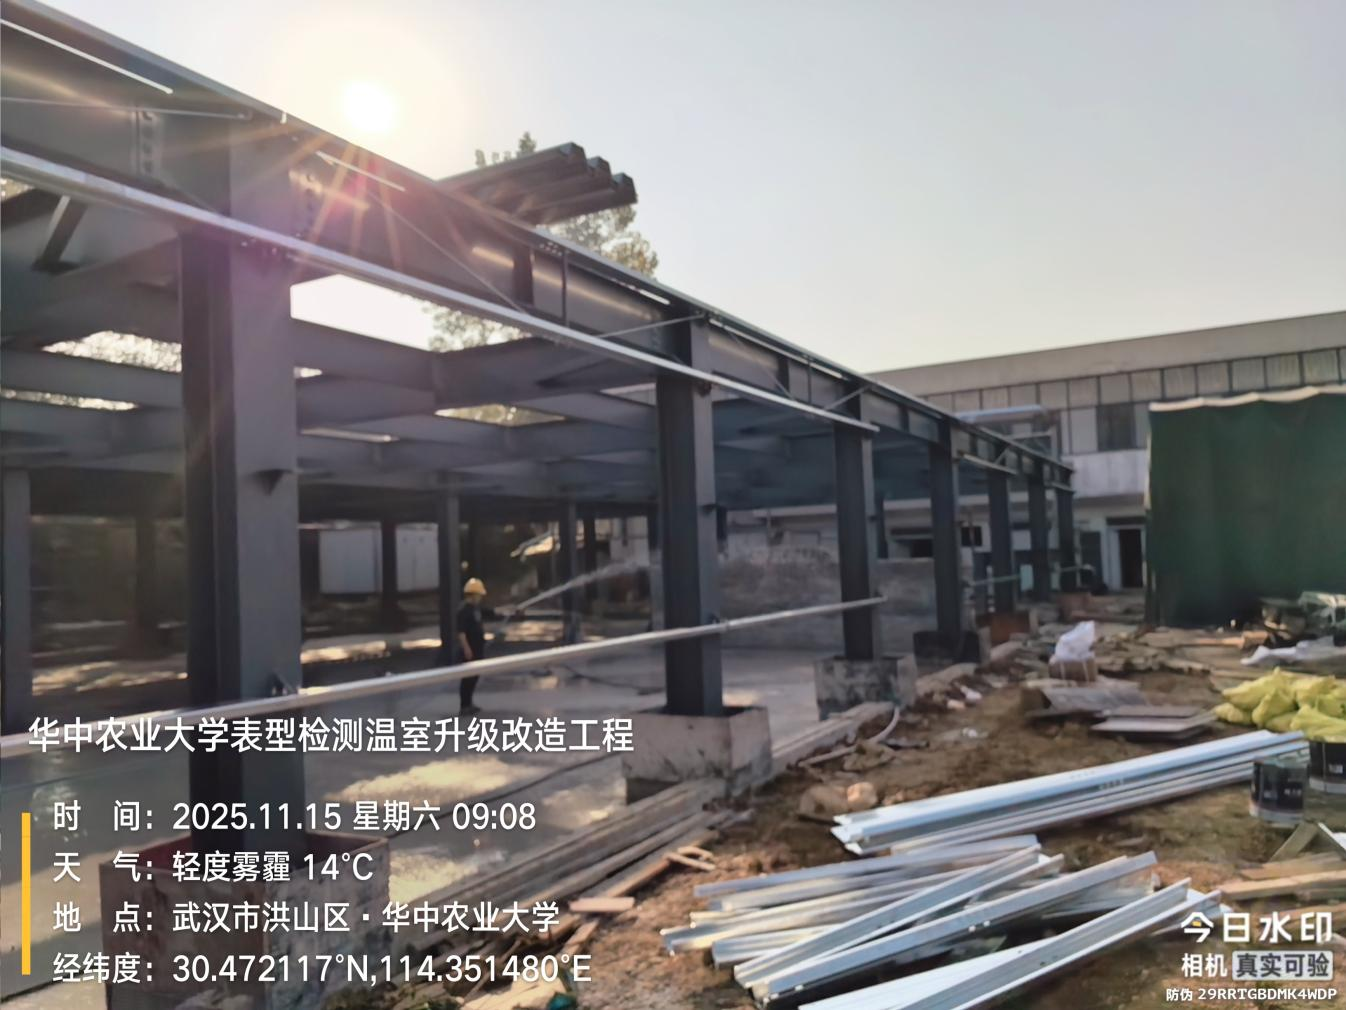 华中农业大学表型检测温室升级改造工程
时 间：2025.11.15 星期六 09:08
天 气：轻度雾霾 14℃
地 点：武汉市洪山区·华中农业大学
经纬度：30.472117°N,114.351480°E
今日水印
相机 真实可验
防伪 29RRTGBDMK4WDP